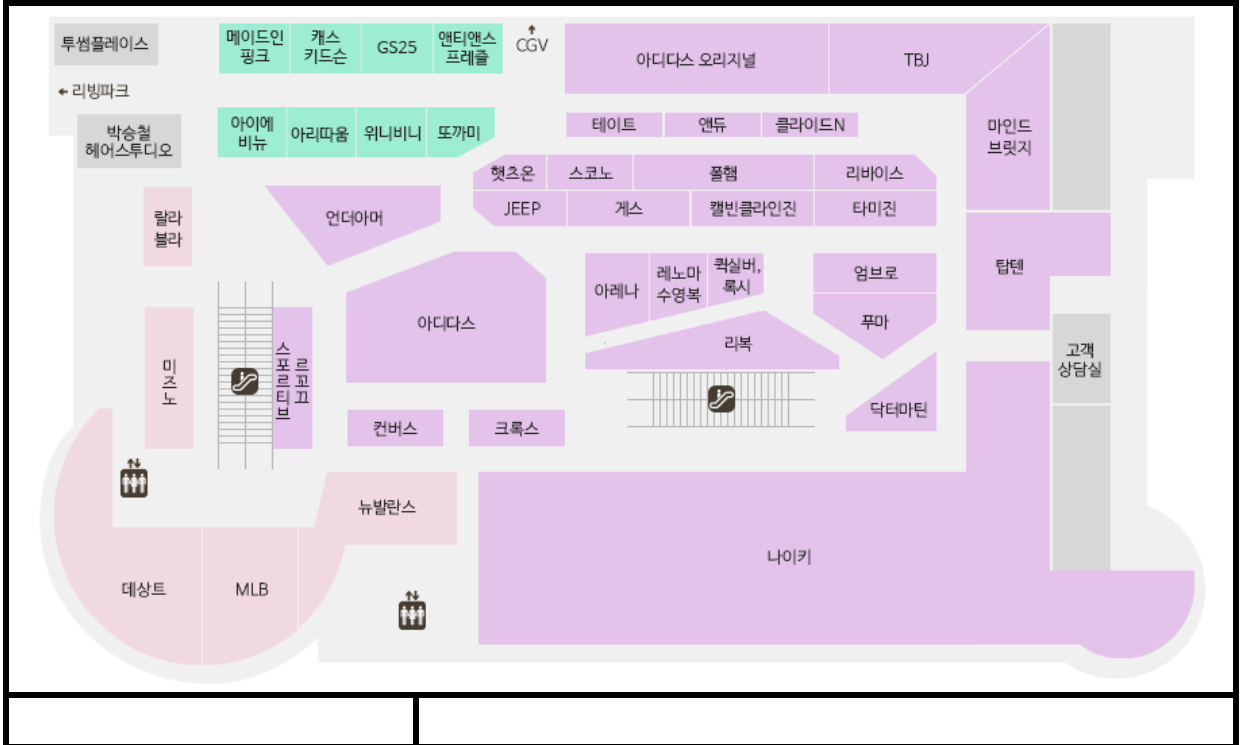 투썸플레이스
메이드인
핑크
캐스
키드슨
GS25
앤티앤스
프레즐
CGV
아디다스 오리지널
TBJ
리빙파크
박승철
헤어스투디오
아이에
비뉴
아리따움
위니비니
또까미
테이트
앤듀
클라이드N
마인드
브릿지
햇츠온
스코노
폴햄
리바이스
JEEP
게스
캘빈클라인진
타미진
랄라
블라
언더아머
아디다스
아레나
레노마
수영복
퀵실버,
록시
엄브로
탑텐
푸마
리복
고객
상담실
미즈노
르꼬끄
스포르티브
닥터마틴
컨버스
크록스
뉴발란스
나이키
데상트
MLB